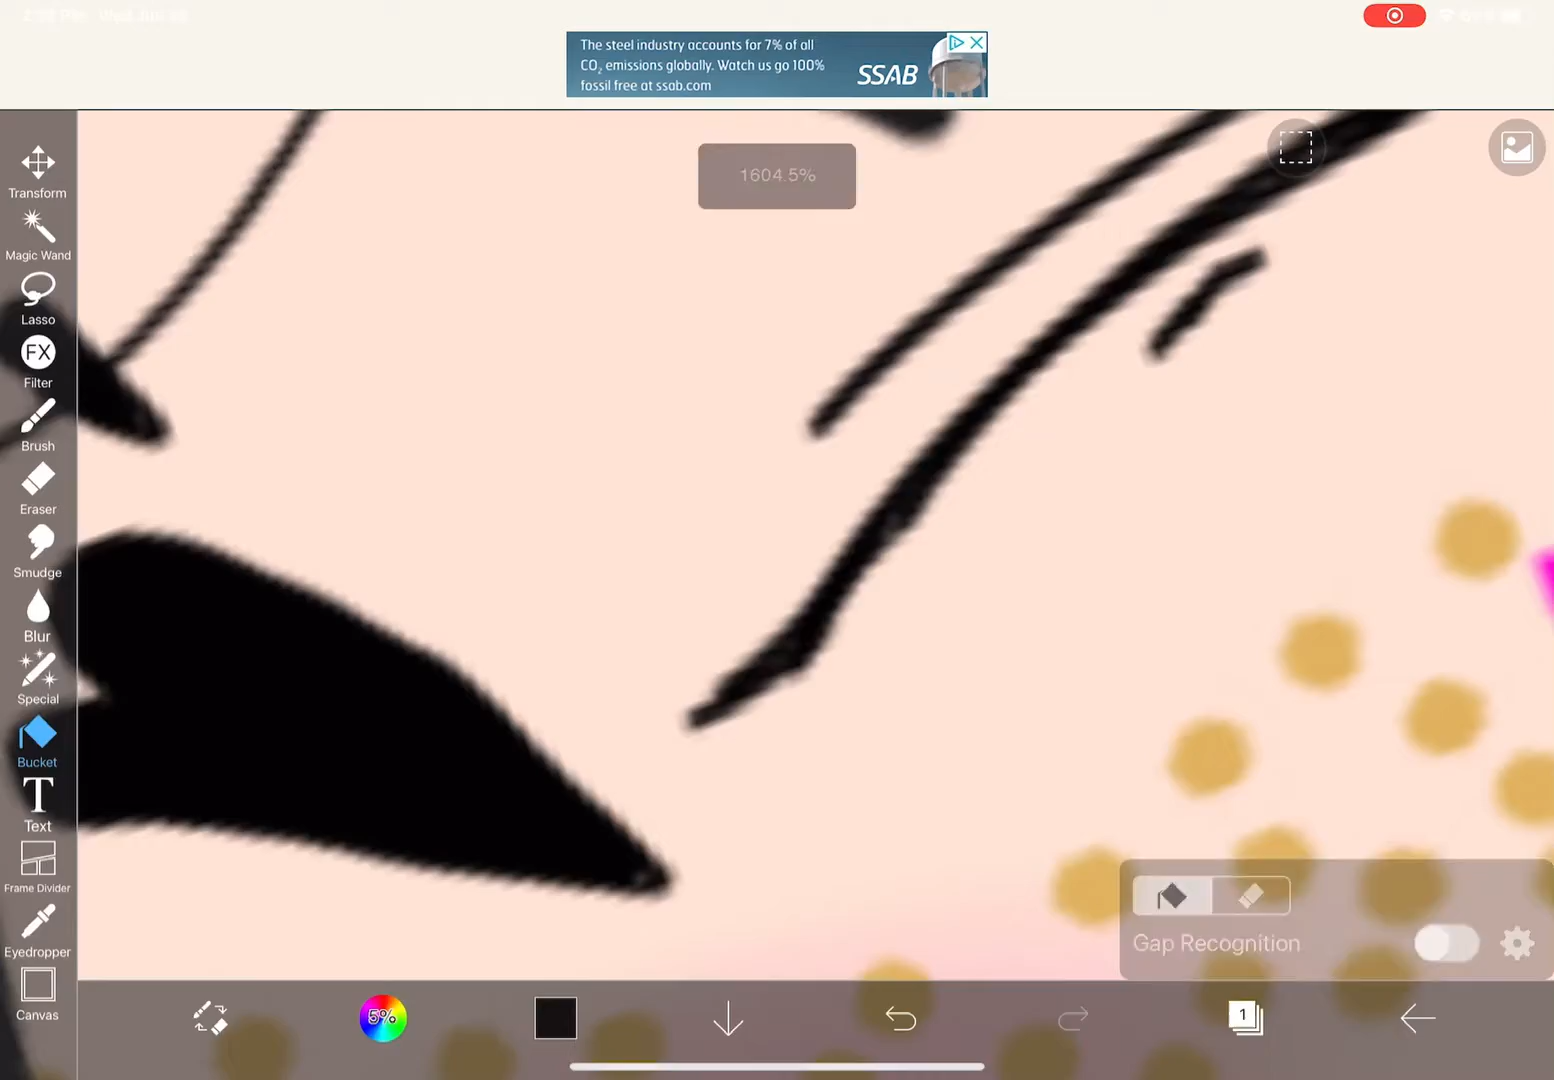 The steel industry accounts for 7% of all
CO₂ emissions globally. Watch us go 100%
fossil free at ssab.com
SSAB
1604.5%
Transform
Magic Wand
Lasso
FX
Filter
Brush
Eraser
Smudge
Blur
Special
Bucket
T
Text
Frame Divider
Eyedropper
Canvas
Gap Recognition
5%
1